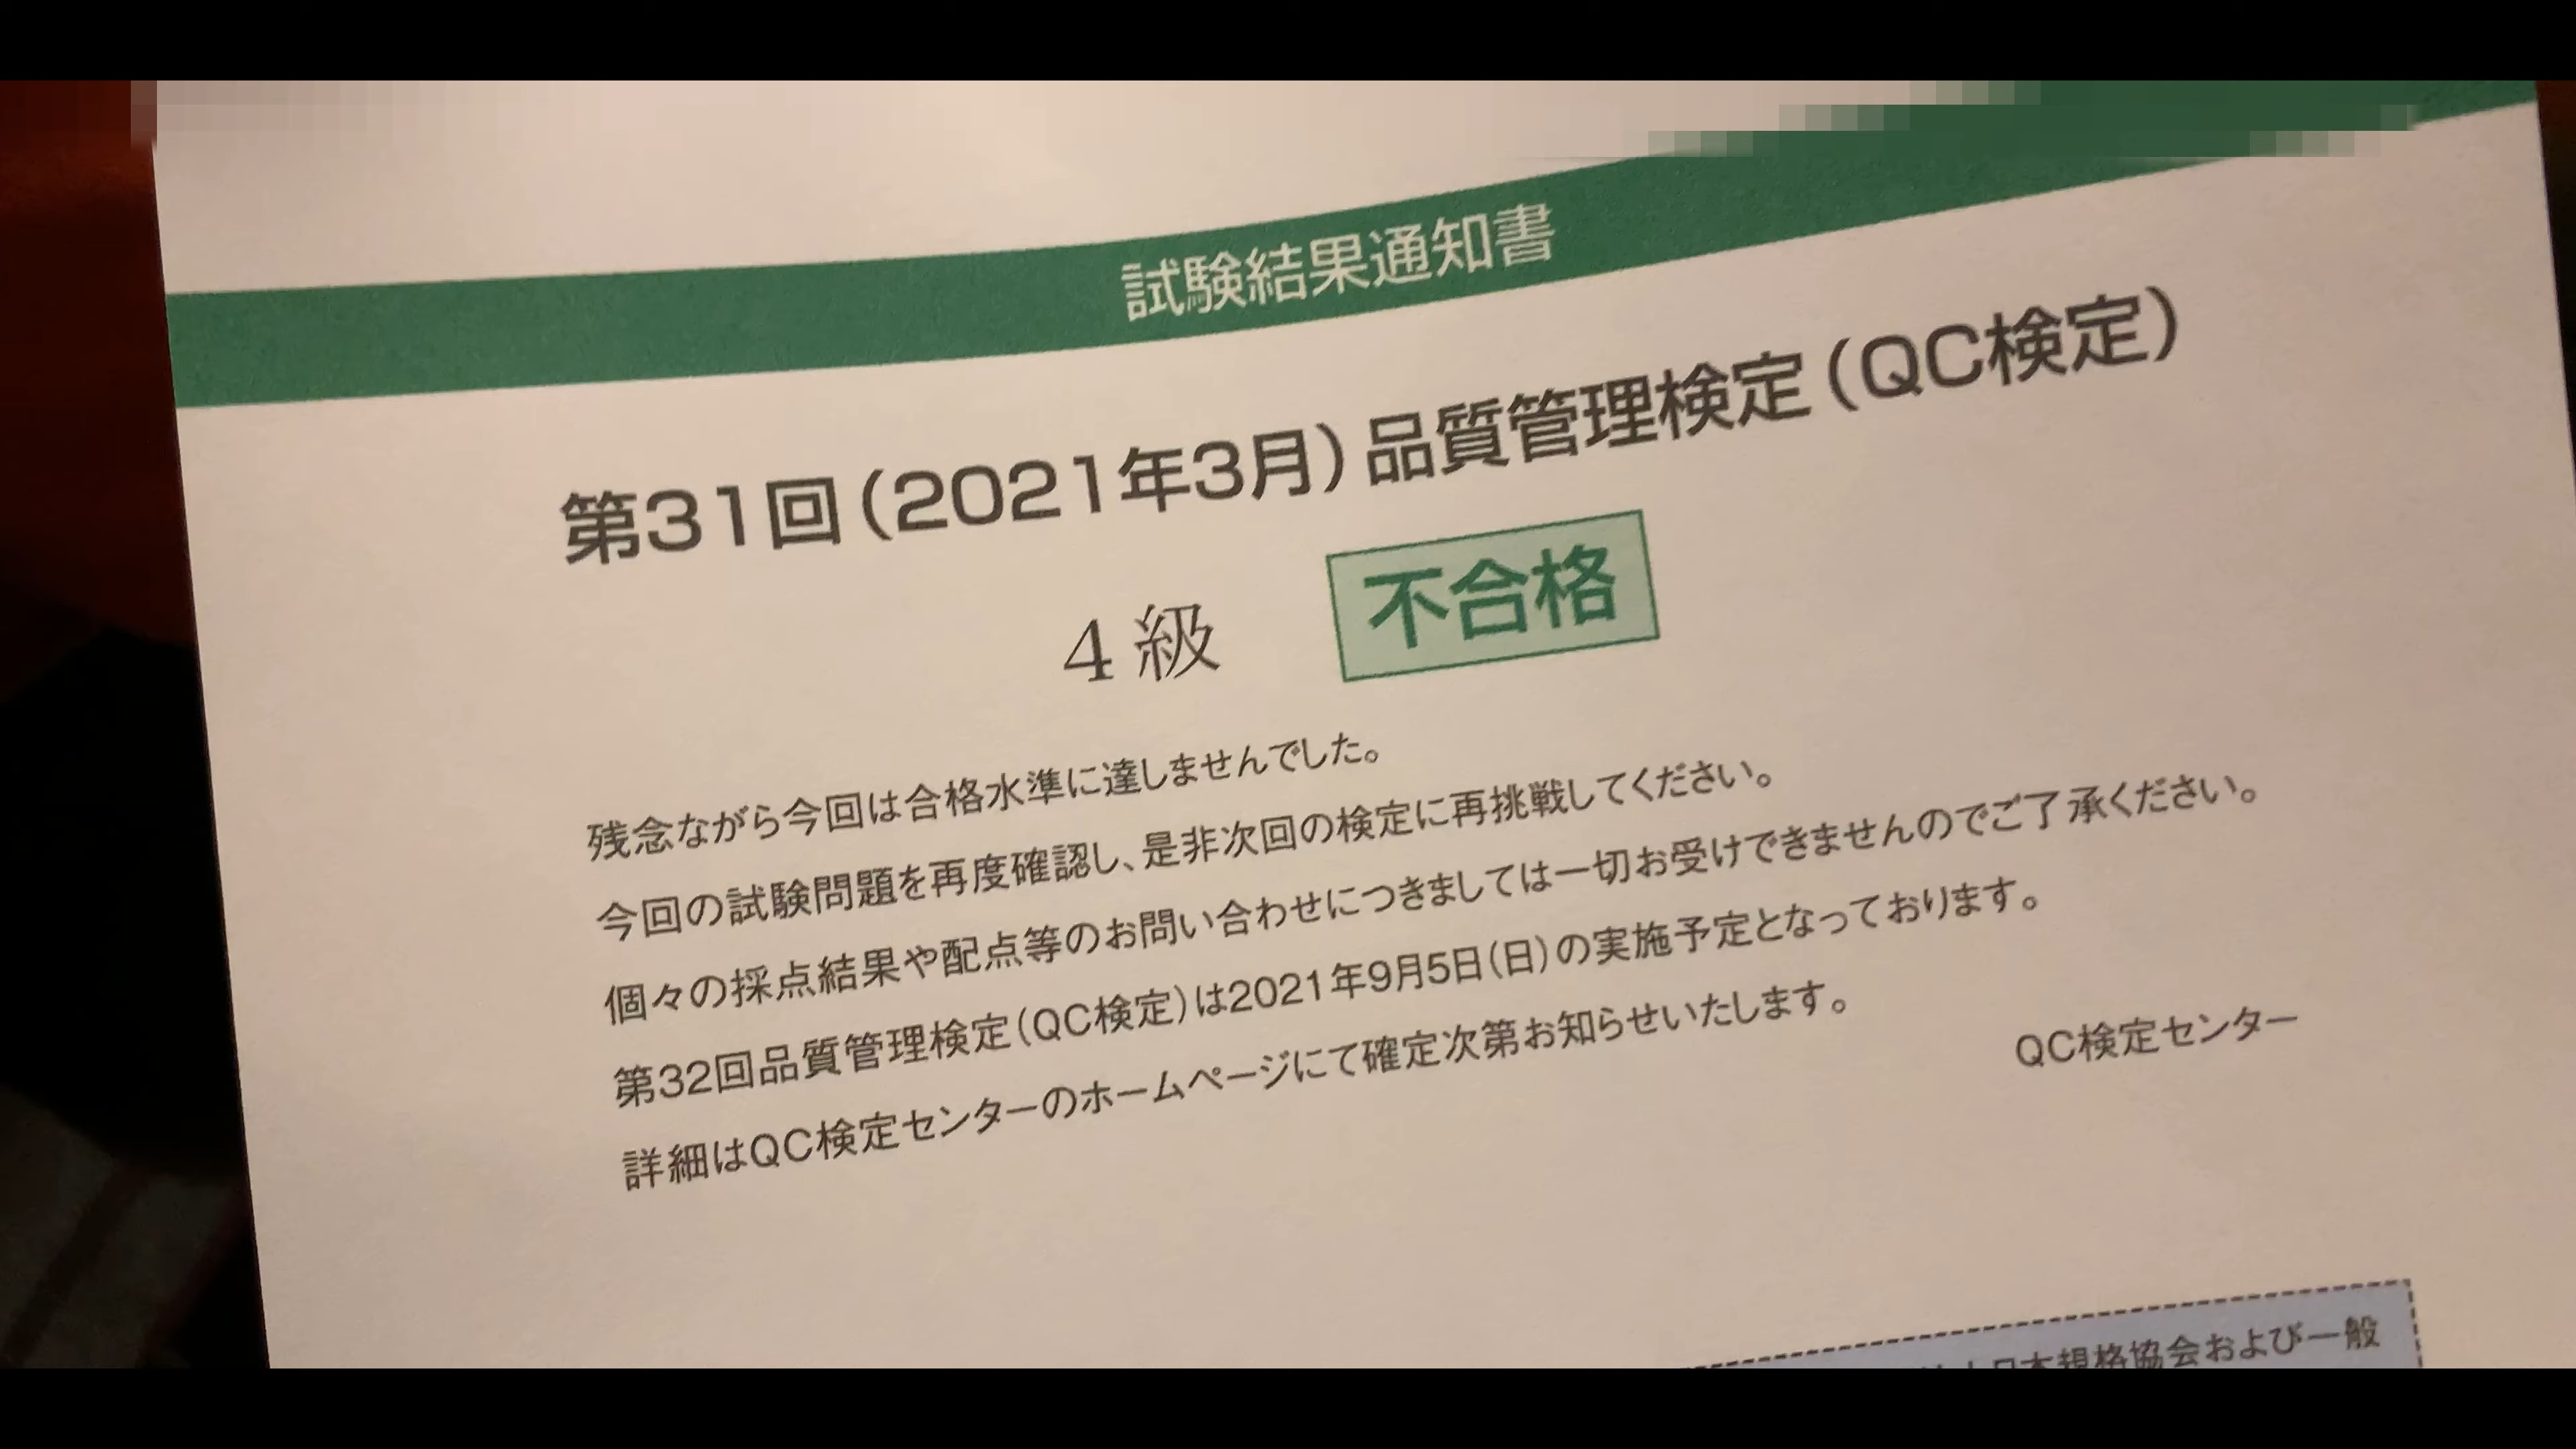 試験結果通知書
第31回(2021年3月)品質管理検定(QC検定)
4級 不合格
残念ながら今回は合格水準に達しませんでした。
今回の試験問題を再度確認し、是非次回の検定に再挑戦してください。
個々の採点結果や配点等のお問い合わせにつきましては一切お受けできませんのでご了承ください。
第32回品質管理検定(QC検定)は2021年9月5日(日)の実施予定となっております。
詳細はQC検定センターのホームページにて確定次第お知らせいたします。
QC検定センター
日本規格協会および一般